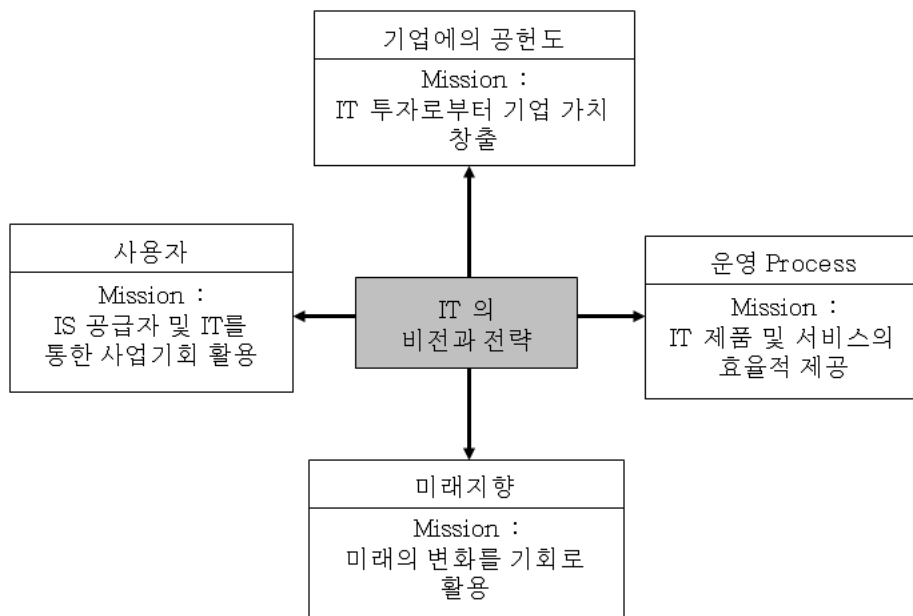 기업에의 공헌도
Mission :
IT 투자로부터 기업 가치
창출
사용자
Mission :
IS 공급자 및 IT를
통한 사업기회 활용
IT 의
비전과 전략
운영 Process
Mission :
IT 제품 및 서비스의
효율적 제공
미래지향
Mission :
미래의 변화를 기회로
활용